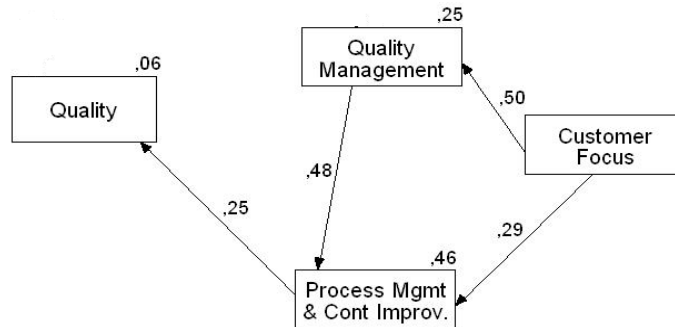 ,25
,06
Quality
Management
Quality
,50
Customer
Focus
,48
,25
,29
,46
Process Mgmt
& Cont Improv.